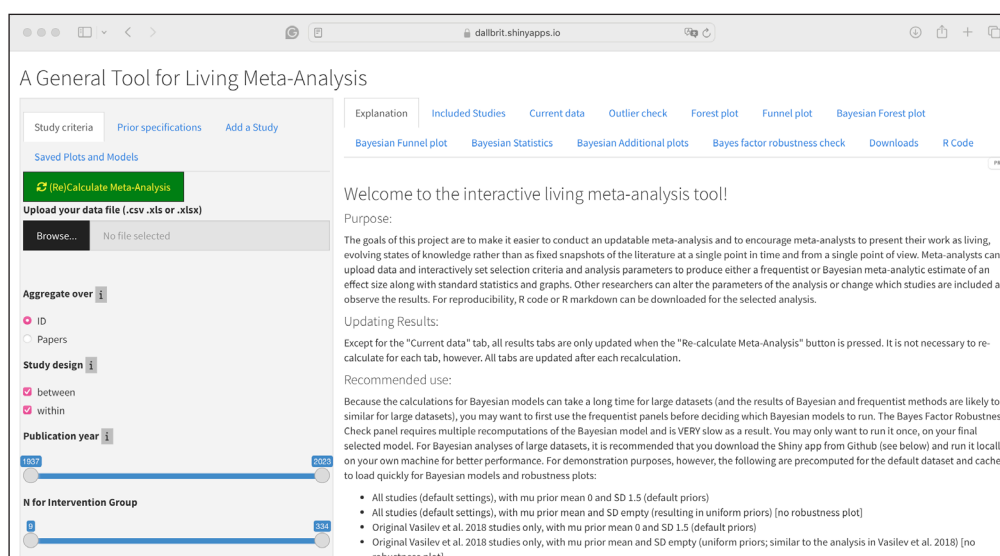 dallbrit.shinyapps.io
A General Tool for Living Meta-Analysis
Study criteria
Prior specifications
Add a Study
Saved Plots and Models
(Re)Calculate Meta-Analysis
Upload your data file (.csv .xls or .xlsx)
Browse...
No file selected
Aggregate over i
ID
Papers
Study design i
between
within
Publication year i
1937
2023
N for Intervention Group
9
334
Explanation
Included Studies
Current data
Outlier check
Forest plot
Funnel plot
Bayesian Forest plot
Bayesian Funnel plot
Bayesian Statistics
Bayesian Additional plots
Bayes factor robustness check
Downloads
R Code
Welcome to the interactive living meta-analysis tool!
Purpose:
The goals of this project are to make it easier to conduct an updatable meta-analysis and to encourage meta-analysts to present their work as living,
evolving states of knowledge rather than as fixed snapshots of the literature at a single point in time and from a single point of view. Meta-analysts can
upload data and interactively set selection criteria and analysis parameters to produce either a frequentist or Bayesian meta-analytic estimate of an
effect size along with standard statistics and graphs. Other researchers can alter the parameters of the analysis or change which studies are included a
observe the results. For reproducibility, R code or R markdown can be downloaded for the selected analysis.
Updating Results:
Except for the "Current data" tab, all results tabs are only updated when the "Re-calculate Meta-Analysis" button is pressed. It is not necessary to re-
calculate for each tab, however. All tabs are updated after each recalculation.
Recommended use:
Because the calculations for Bayesian models can take a long time for large datasets (and the results of Bayesian and frequentist methods are likely to
similar for large datasets), you may want to first use the frequentist panels before deciding which Bayesian models to run. The Bayes Factor Robustnes
Check panel requires multiple recomputations of the Bayesian model and is VERY slow as a result. You may only want to run it once, on your final
selected model. For Bayesian analyses of large datasets, it is recommended that you download the Shiny app from Github (see below) and run it locall
on your own machine for better performance. For demonstration purposes, however, the following are precomputed for the default dataset and cache
to load quickly for Bayesian models and robustness plots:
• All studies (default settings), with mu prior mean 0 and SD 1.5 (default priors)
• All studies (default settings), with mu prior mean and SD empty (resulting in uniform priors) [no robustness plot]
• Original Vasilev et al. 2018 studies only, with mu prior mean 0 and SD 1.5 (default priors)
• Original Vasilev et al. 2018 studies only, with mu prior mean and SD empty (uniform priors; similar to the analysis in Vasilev et al. 2018) [no
robustness plot]